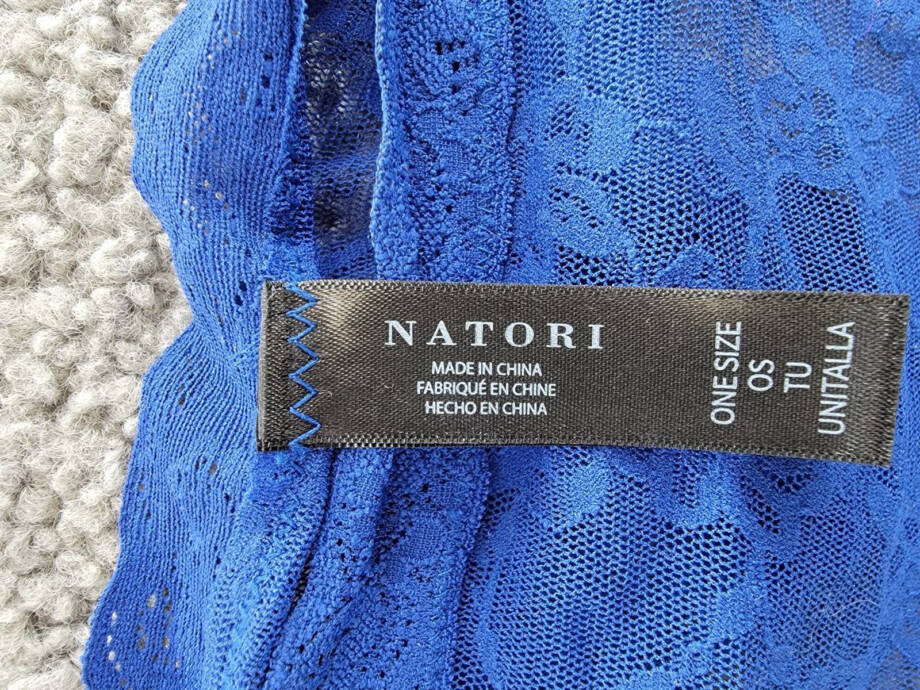 NATORI
MADE IN CHINA
FABRIQUÉ EN CHINE
HECHO EN CHINA
ONE SIZE
OS
TU
UNITALLA